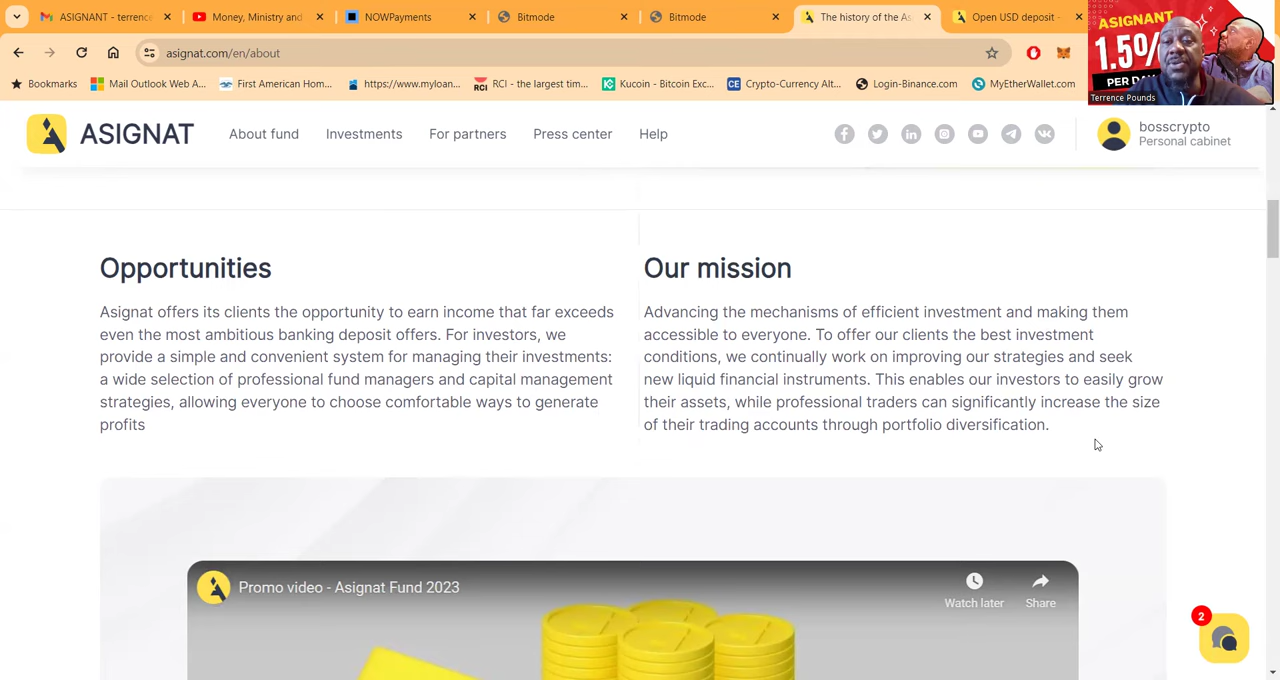 ASIGNANT - terrenc
Money, Ministry and
NOWPayments
Bitmode
Bitmode
The history of the As
Open USD deposit -
asignat.com/en/about
Bookmarks
Mail Outlook Web A...
First American Hom...
https://www.myloan...
RCI - the largest tim...
Kucoin - Bitcoin Exc...
Crypto-Currency Alt...
Login-Binance.com
MyEtherWallet.com
ASIGNANT
1.5%
PER DAY
Terrence Pounds
ASIGNAT
About fund
Investments
For partners
Press center
Help
bosscrypto
Personal cabinet
Opportunities
Asignat offers its clients the opportunity to earn income that far exceeds
even the most ambitious banking deposit offers. For investors, we
provide a simple and convenient system for managing their investments:
a wide selection of professional fund managers and capital management
strategies, allowing everyone to choose comfortable ways to generate
profits
Our mission
Advancing the mechanisms of efficient investment and making them
accessible to everyone. To offer our clients the best investment
conditions, we continually work on improving our strategies and seek
new liquid financial instruments. This enables our investors to easily grow
their assets, while professional traders can significantly increase the size
of their trading accounts through portfolio diversification.
Promo video - Asignat Fund 2023
Watch later
Share
2